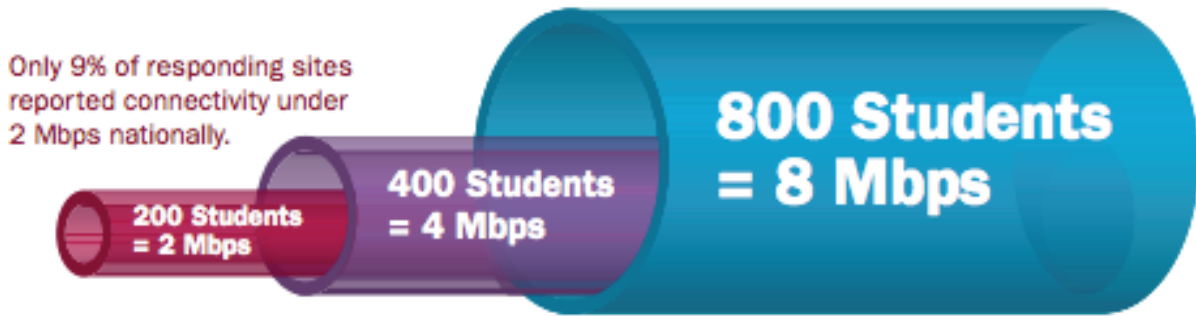 Only 9% of responding sites
reported connectivity under
2 Mbps nationally.
200 Students
= 2 Mbps
400 Students
= 4 Mbps
800 Students
= 8 Mbps